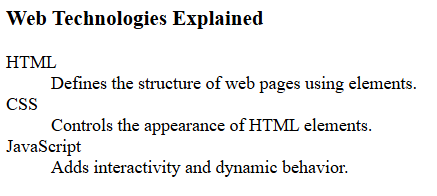 Web Technologies Explained
HTML
Defines the structure of web pages using elements.
CSS
Controls the appearance of HTML elements.
JavaScript
Adds interactivity and dynamic behavior.